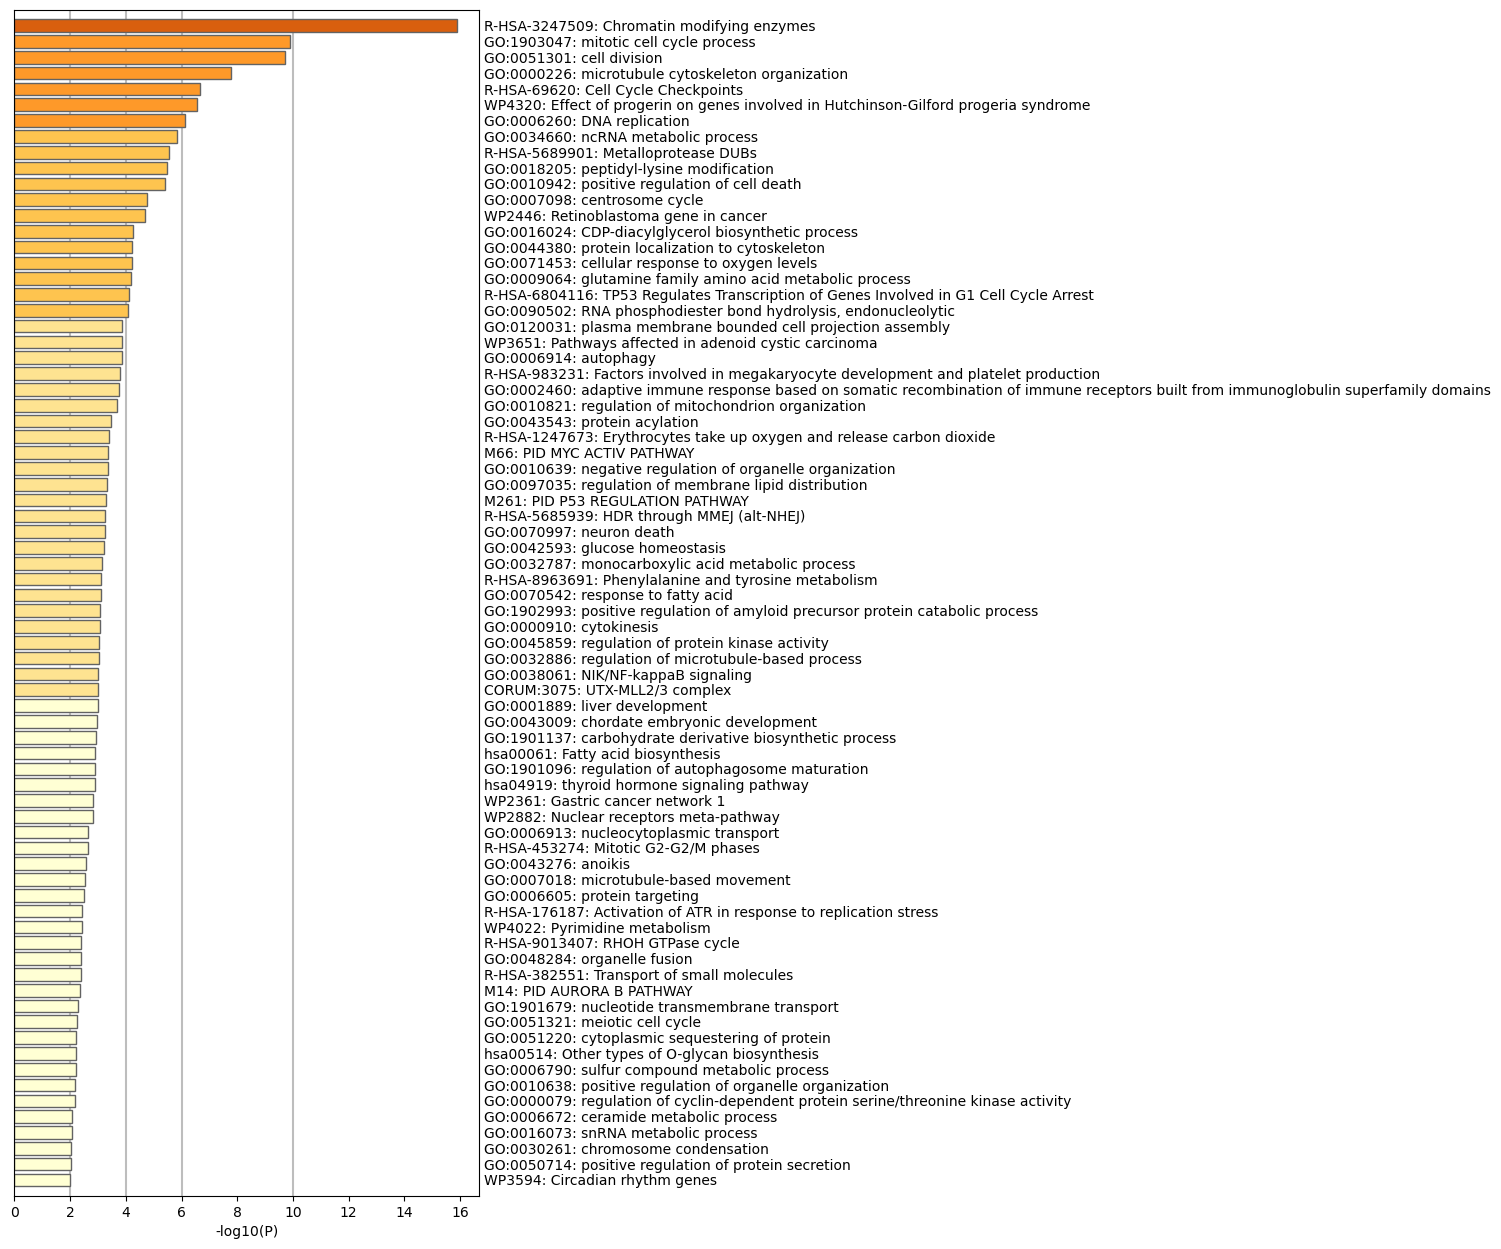 R-HSA-3247509: Chromatin modifying enzymes
GO:1903047: mitotic cell cycle process
GO:0051301: cell division
GO:0000226: microtubule cytoskeleton organization
R-HSA-69620: Cell Cycle Checkpoints
WP4320: Effect of progerin on genes involved in Hutchinson-Gilford progeria syndrome
GO:0006260: DNA replication
GO:0034660: ncRNA metabolic process
R-HSA-5689901: Metalloprotease DUBs
GO:0018205: peptidyl-lysine modification
GO:0010942: positive regulation of cell death
GO:0007098: centrosome cycle
WP2446: Retinoblastoma gene in cancer
GO:0016024: CDP-diacylglycerol biosynthetic process
GO:0044380: protein localization to cytoskeleton
GO:0071453: cellular response to oxygen levels
GO:0009064: glutamine family amino acid metabolic process
R-HSA-6804116: TP53 Regulates Transcription of Genes Involved in G1 Cell Cycle Arrest
GO:0090502: RNA phosphodiester bond hydrolysis, endonucleolytic
GO:0120031: plasma membrane bounded cell projection assembly
WP3651: Pathways affected in adenoid cystic carcinoma
GO:0006914: autophagy
R-HSA-983231: Factors involved in megakaryocyte development and platelet production
GO:0002460: adaptive immune response based on somatic recombination of immune receptors built from immunoglobulin superfamily domains
GO:0010821: regulation of mitochondrion organization
GO:0043543: protein acylation
R-HSA-1247673: Erythrocytes take up oxygen and release carbon dioxide
M66: PID MYC ACTIV PATHWAY
GO:0010639: negative regulation of organelle organization
GO:0097035: regulation of membrane lipid distribution
M261: PID P53 REGULATION PATHWAY
R-HSA-5685939: HDR through MMEJ (alt-NHEJ)
GO:0070997: neuron death
GO:0042593: glucose homeostasis
GO:0032787: monocarboxylic acid metabolic process
R-HSA-8963691: Phenylalanine and tyrosine metabolism
GO:0070542: response to fatty acid
GO:1902993: positive regulation of amyloid precursor protein catabolic process
GO:0000910: cytokinesis
GO:0045859: regulation of protein kinase activity
GO:0032886: regulation of microtubule-based process
GO:0038061: NIK/NF-kappaB signaling
CORUM:3075: UTX-MLL2/3 complex
GO:0001889: liver development
GO:0043009: chordate embryonic development
GO:1901137: carbohydrate derivative biosynthetic process
hsa00061: Fatty acid biosynthesis
GO:1901096: regulation of autophagosome maturation
hsa04919: thyroid hormone signaling pathway
WP2361: Gastric cancer network 1
WP2882: Nuclear receptors meta-pathway
GO:0006913: nucleocytoplasmic transport
R-HSA-453274: Mitotic G2-G2/M phases
GO:0043276: anoikis
GO:0007018: microtubule-based movement
GO:0006605: protein targeting
R-HSA-176187: Activation of ATR in response to replication stress
WP4022: Pyrimidine metabolism
R-HSA-9013407: RHOH GTPase cycle
GO:0048284: organelle fusion
R-HSA-382551: Transport of small molecules
M14: PID AURORA B PATHWAY
GO:1901679: nucleotide transmembrane transport
GO:0051321: meiotic cell cycle
GO:0051220: cytoplasmic sequestering of protein
hsa00514: Other types of O-glycan biosynthesis
GO:0006790: sulfur compound metabolic process
GO:0010638: positive regulation of organelle organization
GO:0000079: regulation of cyclin-dependent protein serine/threonine kinase activity
GO:0006672: ceramide metabolic process
GO:0016073: snRNA metabolic process
GO:0030261: chromosome condensation
GO:0050714: positive regulation of protein secretion
WP3594: Circadian rhythm genes
0 2 4 6 8 10 12 14 16
-log10(P)